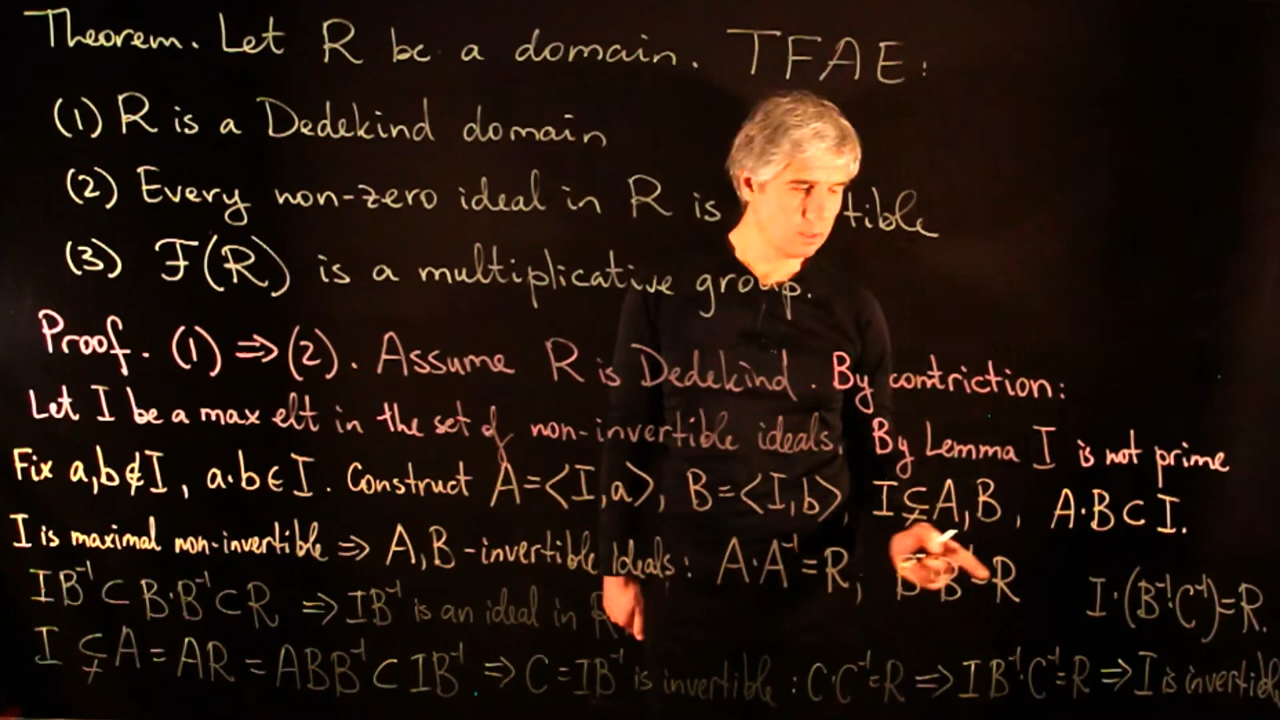 Theorem. Let R be a domain. TFAE:
(1) R is a Dedekind domain
(2) Every non-zero ideal in R is tible
(3) ℱ(R) is a multiplicative group.
Proof. (1) ⇒ (2). Assume R is Dedekind. By contriction:
Let I be a max elt in the set of non-invertible ideals. By Lemma I is not prime
Fix a,b ∉ I, a·b ∈ I. Construct A=<I,a>, B=<I,b>, I ⊊ A,B, A·B ⊂ I.
I is maximal non-invertible ⇒ A,B - invertible ideals: A·A⁻¹=R, B·B⁻¹=R
IB⁻¹ ⊂ B·B⁻¹ ⊂ R ⇒ IB⁻¹ is an ideal in R I·(B⁻¹·C⁻¹)=R.
I ⊊ A = AR = ABB⁻¹ ⊂ IB⁻¹ ⇒ C=IB⁻¹ is invertible: C·C⁻¹=R ⇒ IB⁻¹·C⁻¹=R ⇒ I is invertibl